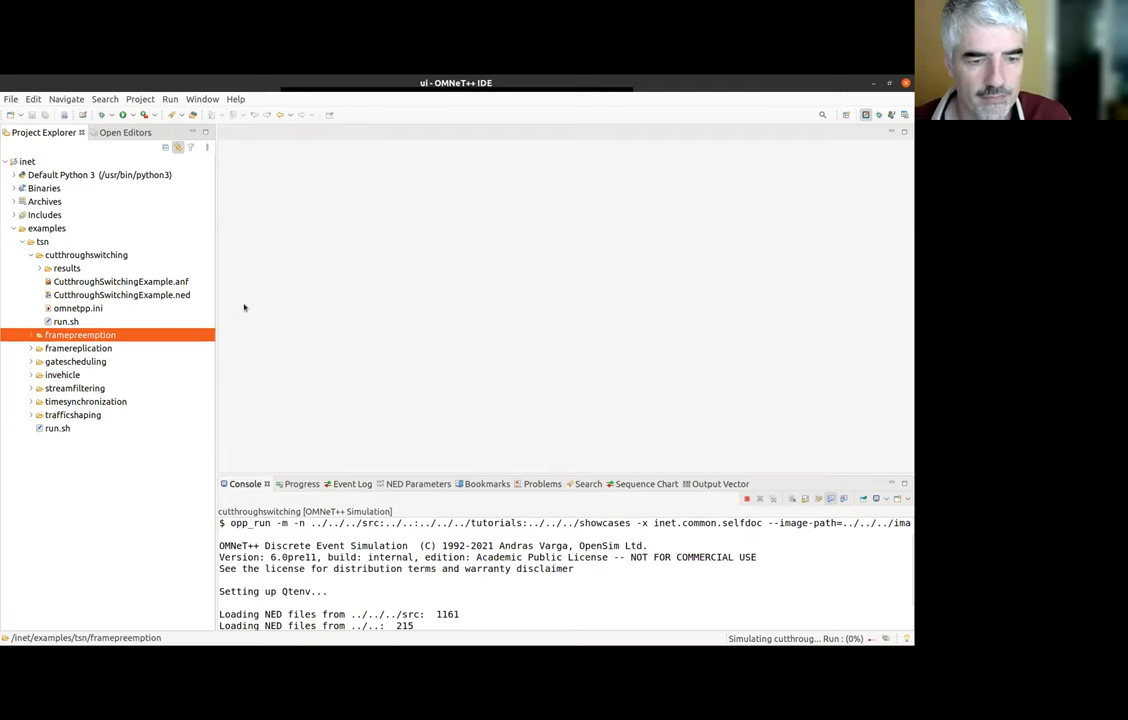 ui - OMNeT++ IDE
File Edit Navigate Search Project Run Window Help
Project Explorer Open Editors
inet
Default Python 3 (/usr/bin/python3)
Binaries
Archives
Includes
examples
tsn
cutthroughswitching
results
CutthroughSwitchingExample.anf
CutthroughSwitchingExample.ned
omnetpp.ini
run.sh
framepreemption
framereplication
gatescheduling
invehicle
streamfiltering
timesynchronization
trafficshaping
run.sh
Console Progress Event Log NED Parameters Bookmarks Problems Search Sequence Chart Output Vector
cutthroughswitching [OMNeT++ Simulation]
$ opp_run -m -n ../../../src:../..:../../../tutorials:../../../showcases -x inet.common.selfdoc --image-path=../../../ima
OMNeT++ Discrete Event Simulation (C) 1992-2021 Andras Varga, OpenSim Ltd.
Version: 6.0pre11, build: internal, edition: Academic Public License -- NOT FOR COMMERCIAL USE
See the license for distribution terms and warranty disclaimer
Setting up Qtenv...
Loading NED files from ../../../src: 1161
Loading NED files from ../..: 215
/inet/examples/tsn/framepreemption
Simulating cutthroug... Run : (0%)